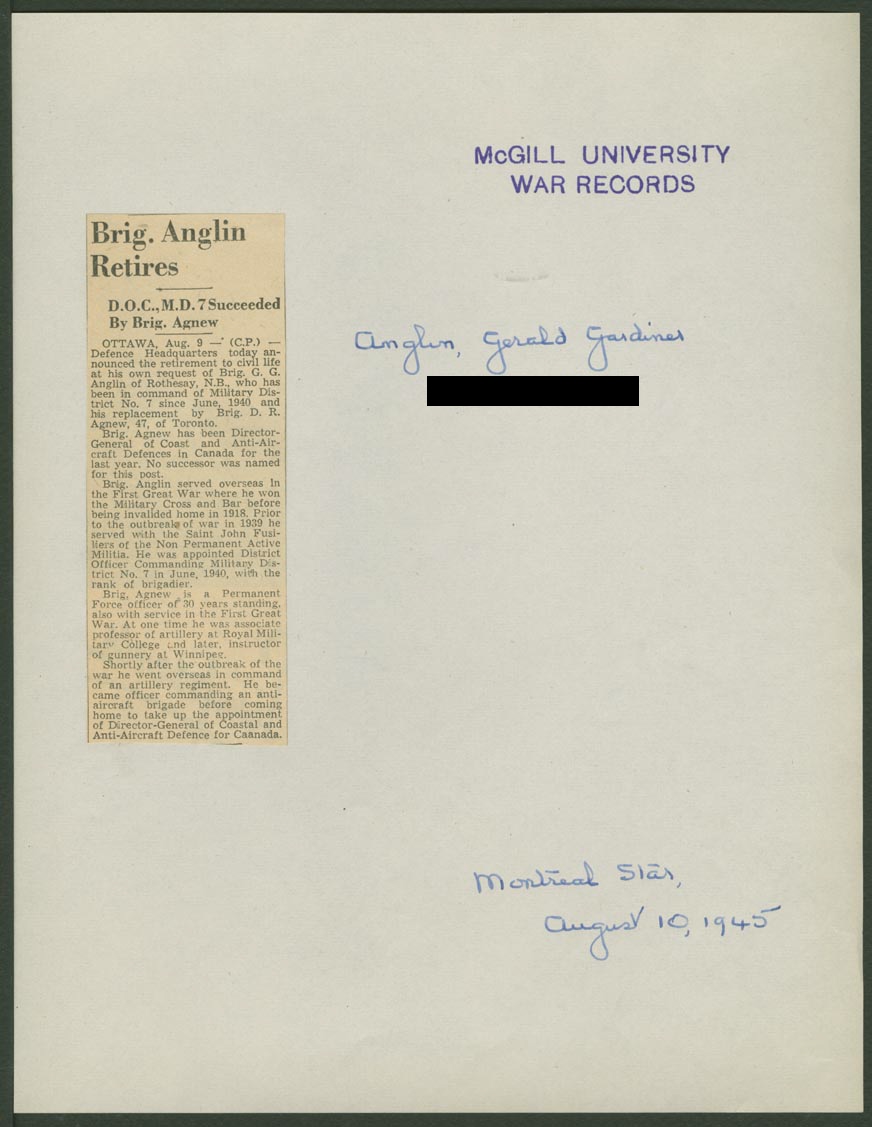 McGILL UNIVERSITY
WAR RECORDS
Brig. Anglin
Retires
D.O.C., M.D. 7 Succeeded
By Brig. Agnew
OTTAWA, Aug. 9 — (C.P.) —
Defence Headquarters today an-
nounced the retirement to civil life
at his own request of Brig. G. G.
Anglin of Rothesay, N.B., who has
been in command of Military Dis-
trict No. 7 since June, 1940 and
his replacement by Brig. D. R.
Agnew, 47, of Toronto.
Brig. Agnew has been Director-
General of Coast and Anti-Air-
craft Defences in Canada for the
last year. No successor was named
for this post.
Brig. Anglin served overseas in
the First Great War where he won
the Military Cross and Bar before
being invalided home in 1918. Prior
to the outbreak of war in 1939 he
served with the Saint John Fusi-
liers of the Non Permanent Active
Militia. He was appointed District
Officer Commanding Military Dis-
trict No. 7 in June, 1940, with the
rank of brigadier.
Brig. Agnew is a Permanent
Force officer of 30 years standing,
also with service in the First Great
War. At one time he was associate
professor of artillery at Royal Mili-
tary College and later, instructor
of gunnery at Winnipeg.
Shortly after the outbreak of the
war he went overseas in command
of an artillery regiment. He be-
came officer commanding an anti-
aircraft brigade before coming
home to take up the appointment
of Director-General of Coastal and
Anti-Aircraft Defence for Caanada.
Anglin, Gerald Gardiner
Montreal Star,
August 10, 1945